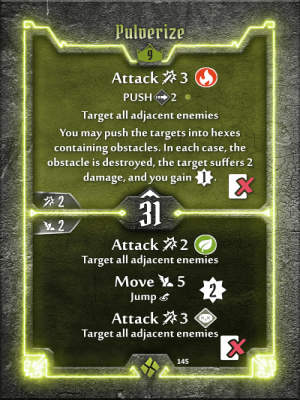 Pulverize
9
Attack 3
PUSH 2
Target all adjacent enemies
You may push the targets into hexes
containing obstacles. In each case, the
obstacle is destroyed, the target suffers 2
damage, and you gain 1.
2
31
2
Attack 2
Target all adjacent enemies
Move 5
Jump
2
Attack 3
Target all adjacent enemies
145